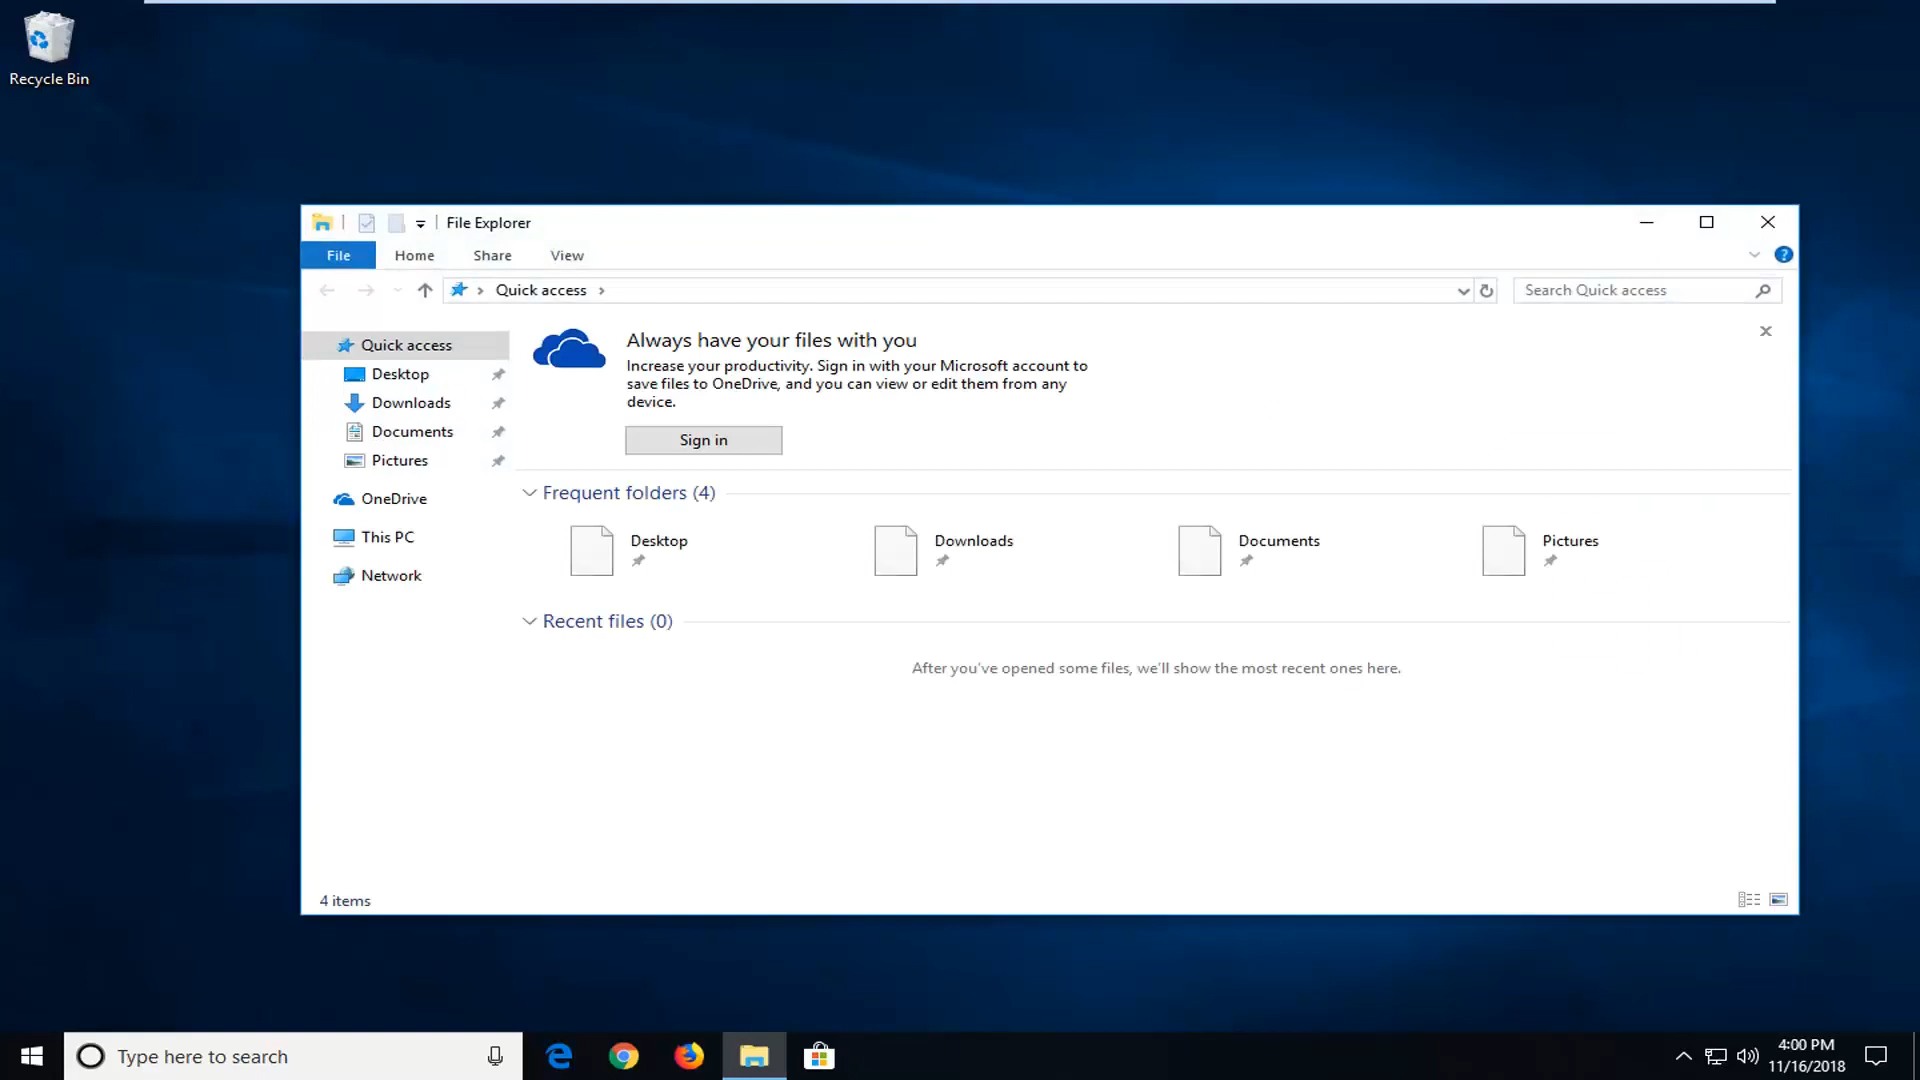 Recycle Bin
File Explorer
File Home Share View
?
Quick access
Search Quick access
Quick access
Desktop
Downloads
Documents
Pictures
OneDrive
This PC
Network
Always have your files with you
Increase your productivity. Sign in with your Microsoft account to
save files to OneDrive, and you can view or edit them from any
device.
Sign in
Frequent folders (4)
Desktop Downloads Documents Pictures
Recent files (0)
After you've opened some files, we'll show the most recent ones here.
4 items
Type here to search
4:00 PM
11/16/2018